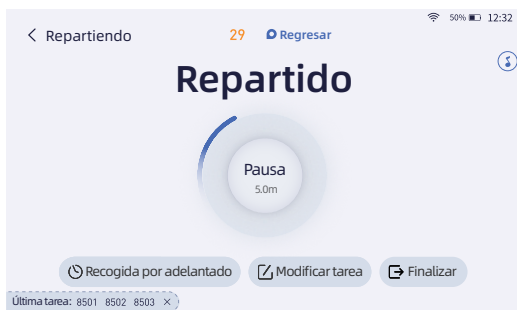 50% 12:32
Repartiendo 29 Regresar
Repartido
Pausa
5.0m
Recogida por adelantado Modificar tarea Finalizar
Última tarea: 8501 8502 8503 ×